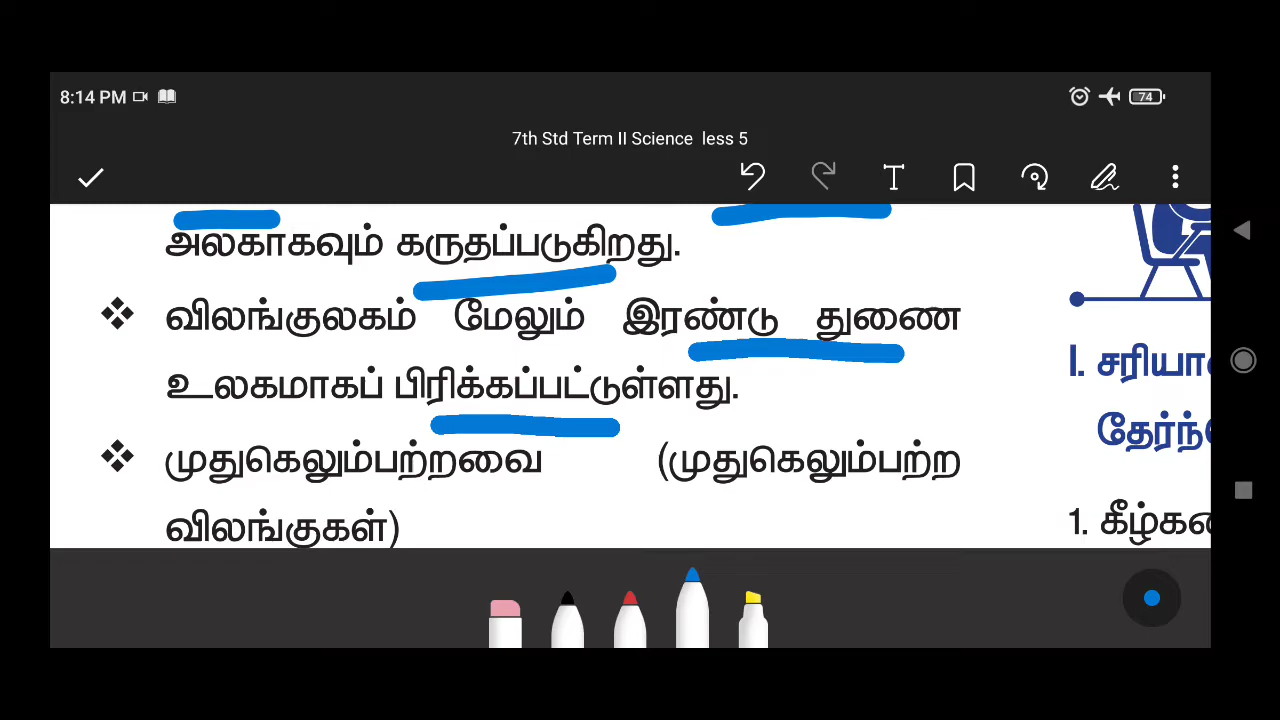 8:14 PM
74
7th Std Term II Science less 5
அலகாகவும் கருதப்படுகிறது.
❖ விலங்குலகம் மேலும் இரண்டு துணை
உலகமாகப் பிரிக்கப்பட்டுள்ளது.
❖ முதுகெலும்பற்றவை (முதுகெலும்பற்ற
விலங்குகள்)
I. சரியா
தேர்ந்
1. கீழ்க